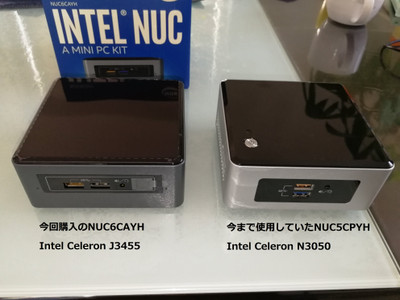 NUC6CAYH
INTEL® NUC
A MINI PC KIT
今回購入のNUC6CAYH
Intel Celeron J3455
今まで使用していたNUC5CPYH
Intel Celeron N3050